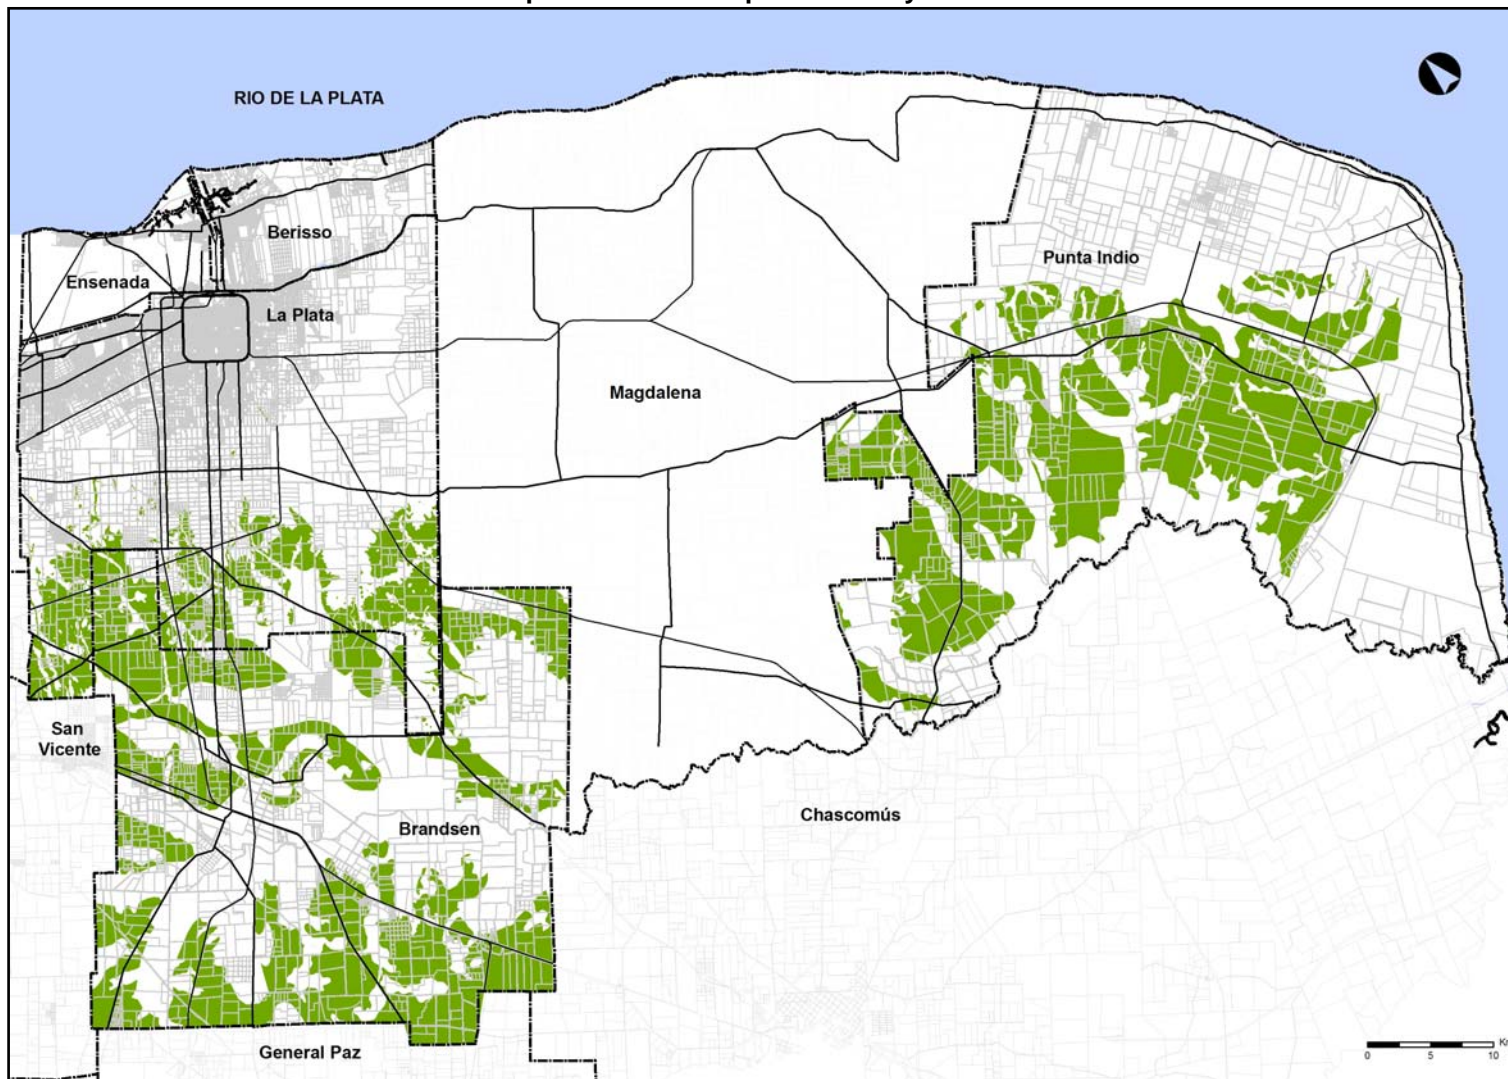 RIO DE LA PLATA
Berisso
Ensenada
La Plata
Punta Indio
Magdalena
San
Vicente
Brandsen
Chascomús
General Paz
0 5 10